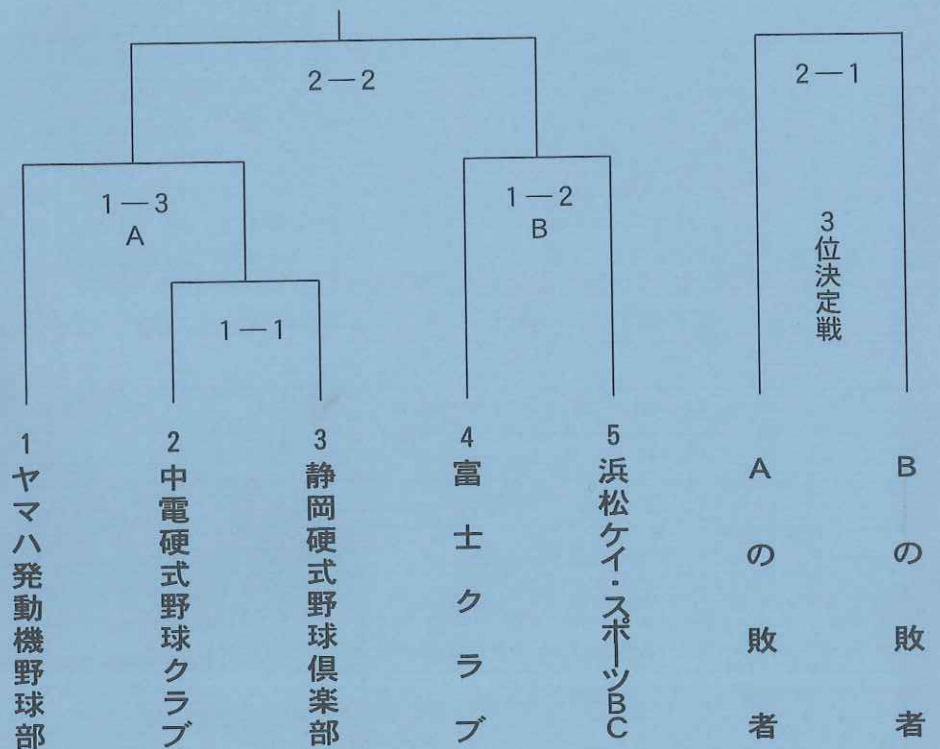 2—2
2—1
1—3
A
1—2
B
3位決定戦
1—1
1 ヤマハ発動機野球部
2 中電硬式野球クラブ
3 静岡硬式野球倶楽部
4 富士クラブ
5 浜松ケイ・スポーツBC
Aの敗者
Bの敗者